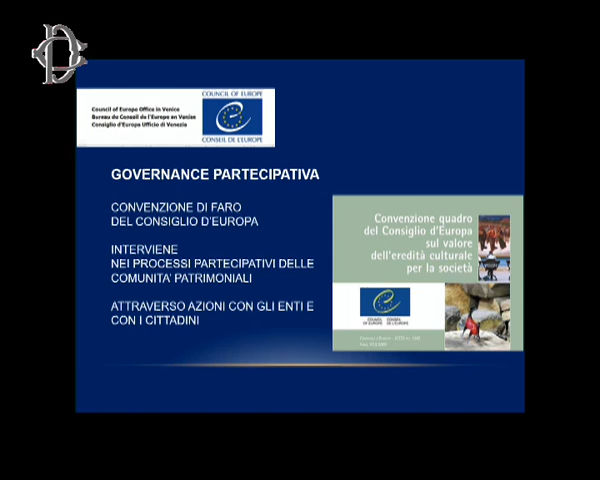 COUNCIL OF EUROPE
Council of Europe Office in Venice
Bureau du Conseil de l'Europe en Venise
Consiglio d'Europa Ufficio di Venezia
CONSEIL DE L'EUROPE
GOVERNANCE PARTECIPATIVA
CONVENZIONE DI FARO
DEL CONSIGLIO D'EUROPA
INTERVIENE
NEI PROCESSI PARTECIPATIVI DELLE
COMUNITA' PATRIMONIALI
ATTRAVERSO AZIONI CON GLI ENTI E
CON I CITTADINI
Convenzione quadro
del Consiglio d'Europa
sul valore
dell'eredità culturale
per la società
COUNCIL CONSEIL
OF EUROPE DE L'EUROPE